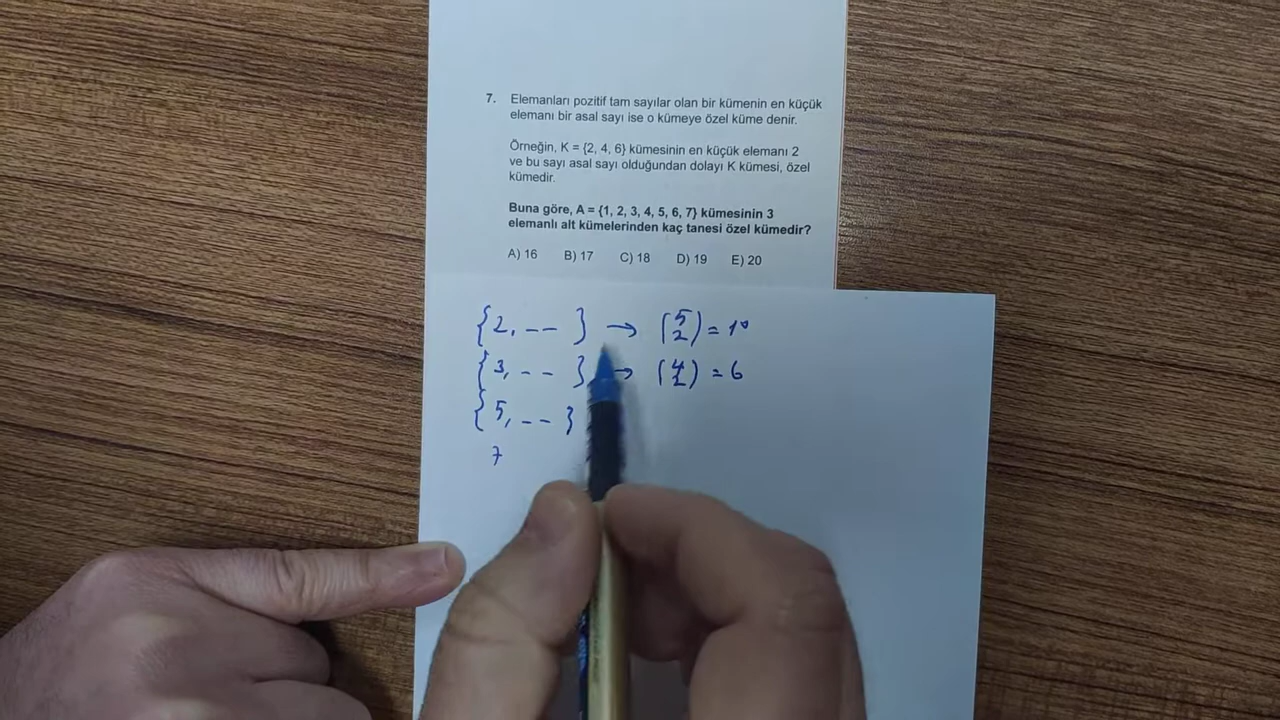 7. Elemanları pozitif tam sayılar olan bir kümenin en küçük
elemanı bir asal sayı ise o kümeye özel küme denir.
Örneğin, K = {2, 4, 6} kümesinin en küçük elemanı 2
ve bu sayı asal sayı olduğundan dolayı K kümesi, özel
kümedir.
Buna göre, A = {1, 2, 3, 4, 5, 6, 7} kümesinin 3
elemanlı alt kümelerinden kaç tanesi özel kümedir?
A) 16 B) 17 C) 18 D) 19 E) 20
{2, -- } → (5 2) = 10
{3, -- } → (4 2) = 6
{5, -- }
7